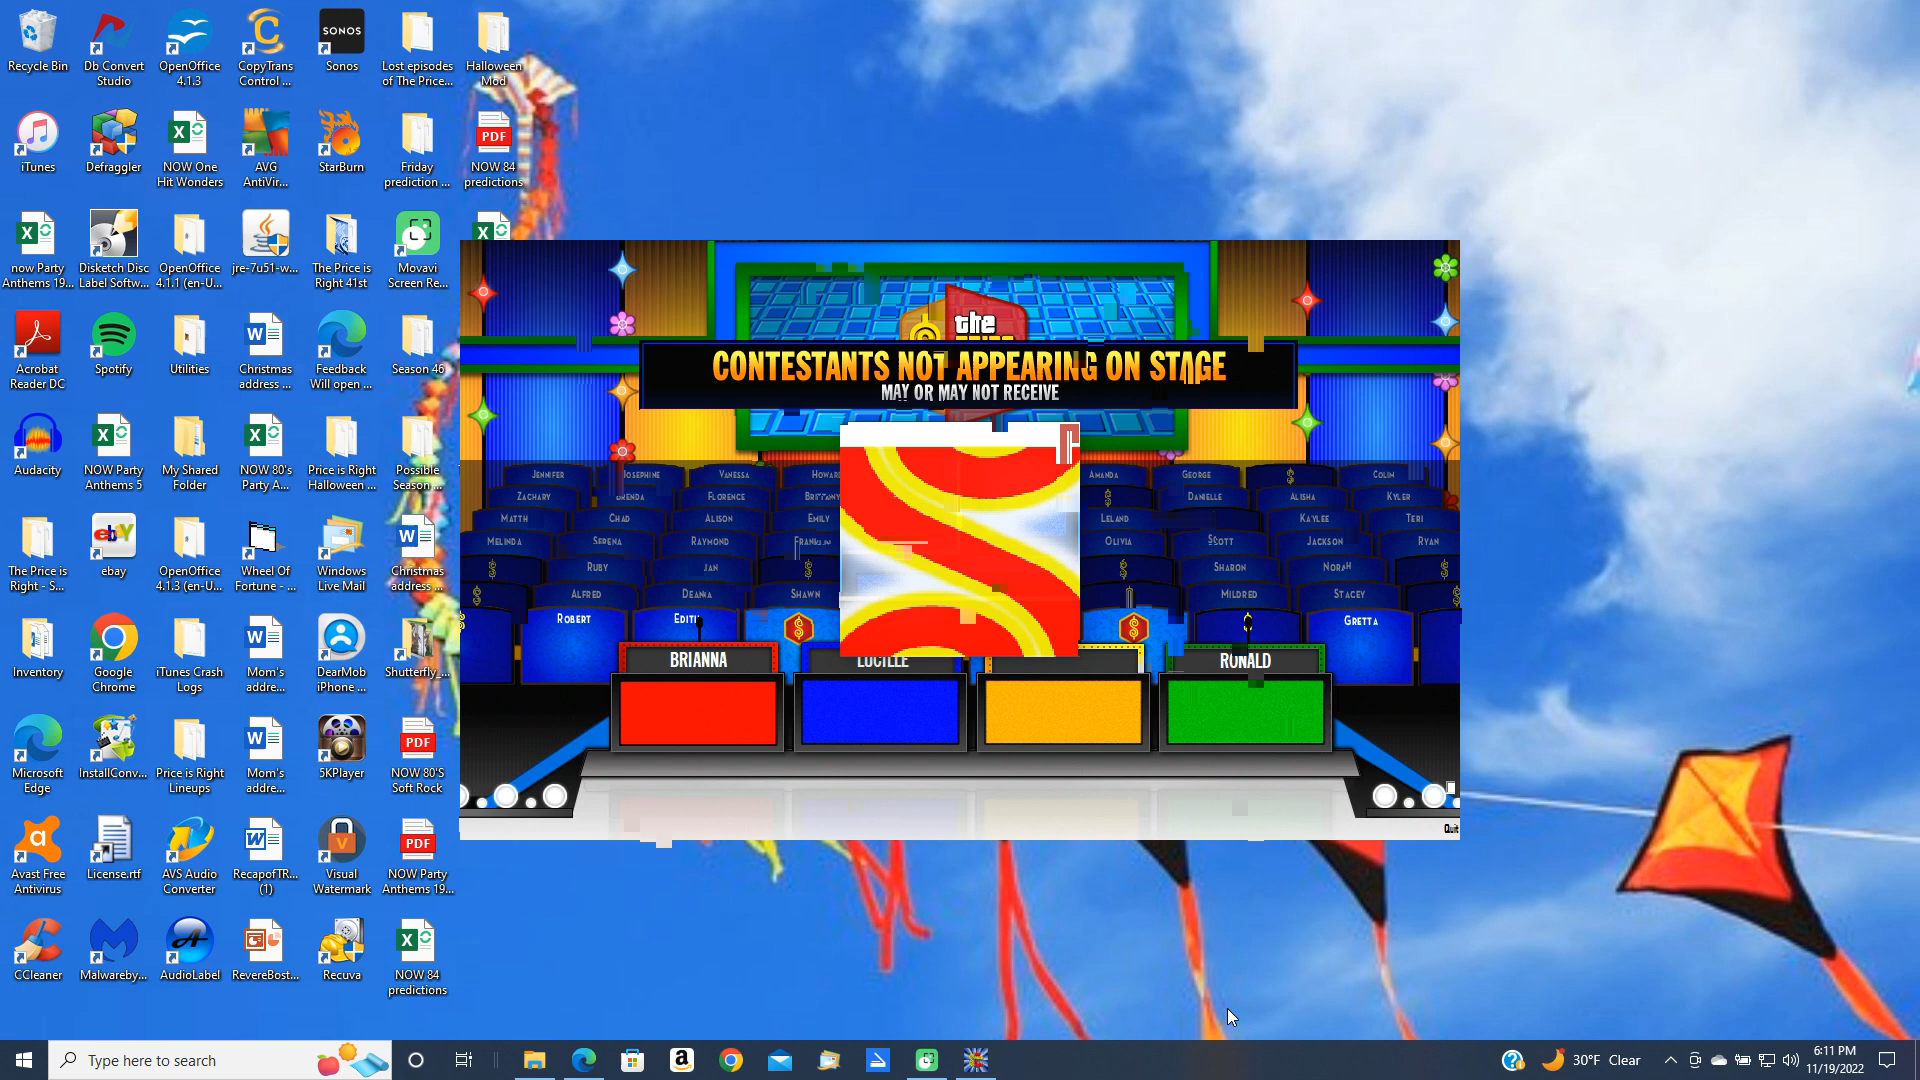 Recycle Bin
Db Convert
Studio
OpenOffice
4.1.3
CopyTrans
Control ...
SONOS
Sonos
Lost episodes
of The Price...
Halloween
Mod
iTunes
Defraggler
NOW One
Hit Wonders
AVG
AntiVir...
StarBurn
Friday
prediction ...
PDF
NOW 84
predictions
now Party
Anthems 19...
Disketch Disc
Label Softw...
OpenOffice
4.1.1 (en-U...
jre-7u51-w...
The Price is
Right 41st
Movavi
Screen Re...
Acrobat
Reader DC
Spotify
Utilities
Christmas
address ...
Feedback
Will open ...
Season 46
Audacity
NOW Party
Anthems 5
My Shared
Folder
NOW 80's
Party A...
Price is Right
Halloween ...
Possible
Season ...
The Price is
Right - S...
ebay
ebay
OpenOffice
4.1.3 (en-U...
Wheel Of
Fortune - ...
Windows
Live Mail
Christmas
address ...
Inventory
Google
Chrome
iTunes Crash
Logs
Mom's
addre...
DearMob
iPhone ...
Shutterfly_...
Microsoft
Edge
InstallConv...
Price is Right
Lineups
Mom's
addre...
5KPlayer
PDF
NOW 80'S
Soft Rock
Avast Free
Antivirus
License.rtf
AVS Audio
Converter
RecapofTR...
(1)
Visual
Watermark
PDF
NOW Party
Anthems 19...
CCleaner
Malwareby...
AudioLabel
RevereBost...
Recuva
NOW 84
predictions
the
CONTESTANTS NOT APPEARING ON STAGE
MAY OR MAY NOT RECEIVE
JENNIFER JOSEPHINE VANESSA HOWARD AMANDA GEORGE COLIN
ZACHARY BRENDA FLORENCE BRITTANY DANIELLE ALISHA KYLER
MATTH CHAD ALISON EMILY LELAND KAYLEE TERI
MELINDA SERENA RAYMOND FRANKLIN OLIVIA SCOTT JACKSON RYAN
RUBY JAN SHARON NORAH
ALFRED DEANIA SHAWN MILDRED STACEY
ROBERT EDITH GRETTA
BRIANNA LUCILLE RONALD
Quit
Type here to search
30°F Clear
6:11 PM
11/19/2022